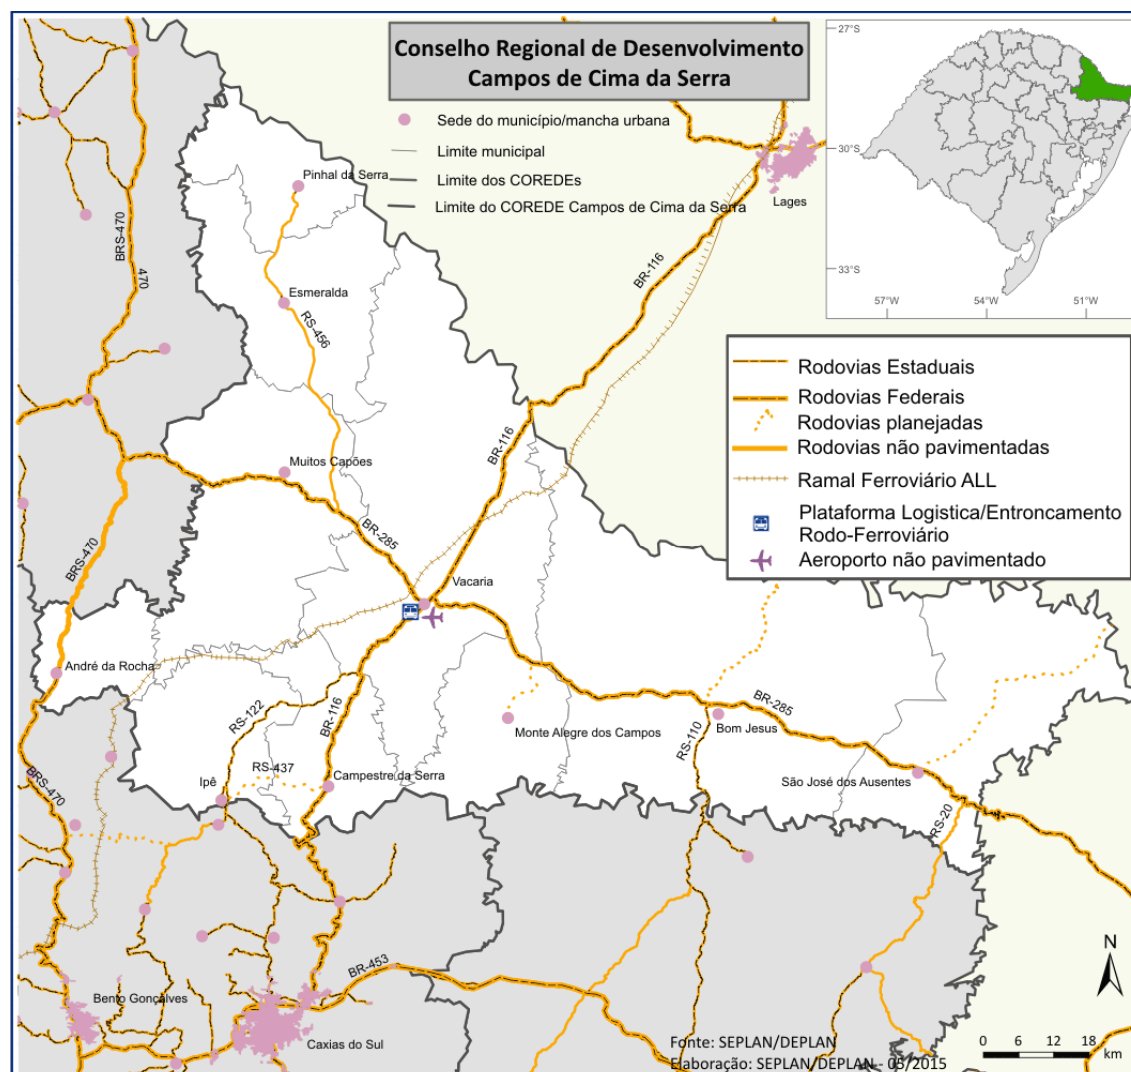 Conselho Regional de Desenvolvimento
Campos de Cima da Serra
Sede do município/mancha urbana
Limite municipal
Limite dos COREDEs
Limite do COREDE Campos de Cima da Serra
27°S
30°S
33°S
57°W
54°W
51°W
Rodovias Estaduais
Rodovias Federais
Rodovias planejadas
Rodovias não pavimentadas
Ramal Ferroviário ALL
Plataforma Logistica/Entroncamento
Rodo-Ferroviário
Aeroporto não pavimentado
Lages
Pinhal da Serra
BRS-470
470
BR-116
Esmeralda
RS-456
BR-116
Muitos Capões
BR-285
BRS-470
Vacaria
André da Rocha
RS-122
BR-116
Monte Alegre dos Campos
RS-110
Bom Jesus
BR-285
RS-437
Ipê
Campestre da Serra
São José dos Ausentes
BRS-470
RS-20
BR-453
Bento Gonçalves
Caxias do Sul
N
Fonte: SEPLAN/DEPLAN
Elaboração: SEPLAN/DEPLAN - 05/2015
0 6 12 18
km